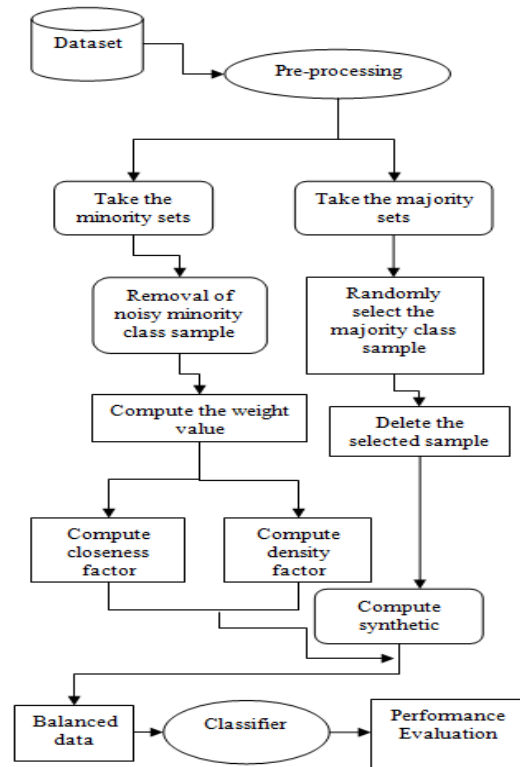 Dataset
Pre-processing
Take the
minority sets
Take the majority
sets
Removal of
noisy minority
class sample
Randomly
select the
majority class
sample
Compute the weight
value
Delete the
selected sample
Compute
closeness
factor
Compute
density
factor
Compute
synthetic
Balanced
data
Classifier
Performance
Evaluation